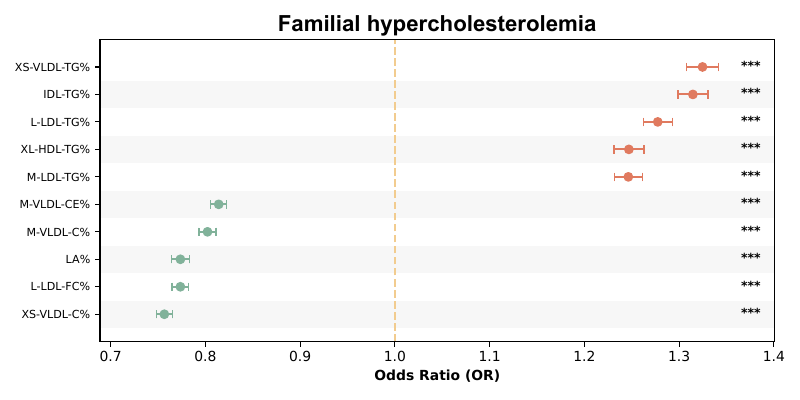 Familial hypercholesterolemia
XS-VLDL-TG% ***
IDL-TG% ***
L-LDL-TG% ***
XL-HDL-TG% ***
M-LDL-TG% ***
M-VLDL-CE% ***
M-VLDL-C% ***
LA% ***
L-LDL-FC% ***
XS-VLDL-C% ***
0.7 0.8 0.9 1.0 1.1 1.2 1.3 1.4
Odds Ratio (OR)